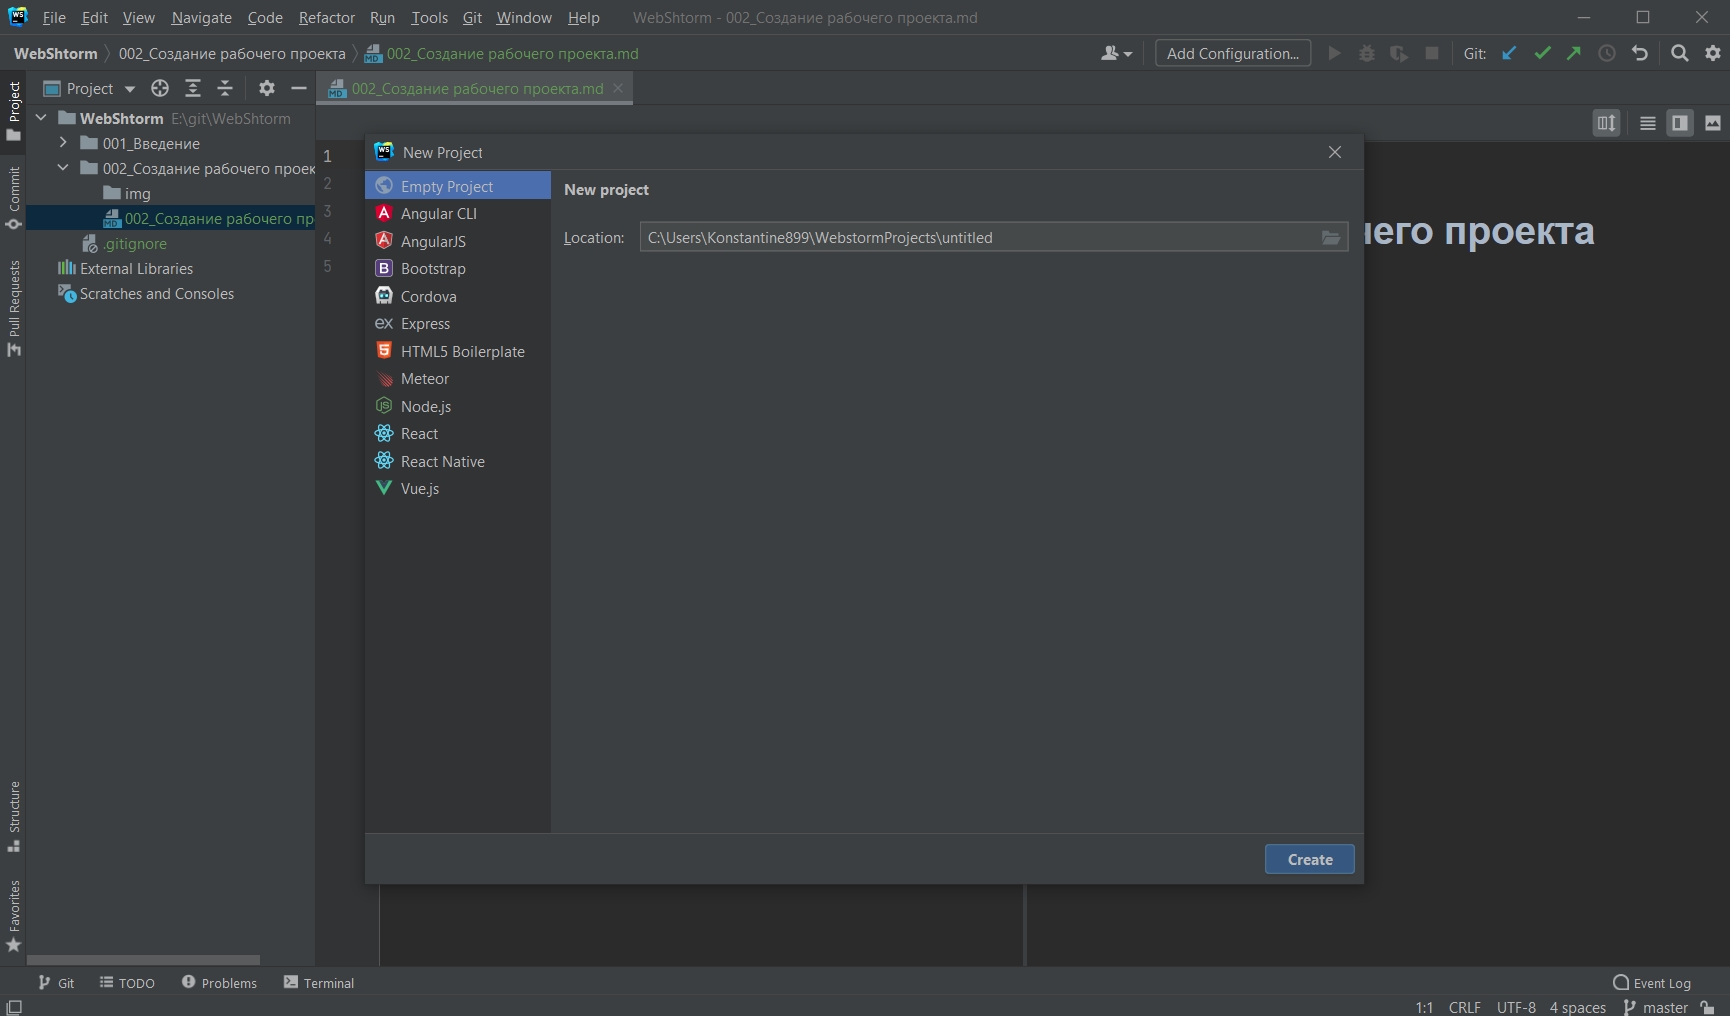 File Edit View Navigate Code Refactor Run Tools Git Window Help WebShtorm - 002_Создание рабочего проекта.md
WebShtorm 002_Создание рабочего проекта 002_Создание рабочего проекта.md Add Configuration... Git:
Project 002_Создание рабочего проекта.md
WebShtorm E:\git\WebShtorm
001_Введение
002_Создание рабочего проек
img
002_Создание рабочего пр
.gitignore
External Libraries
Scratches and Consoles
Project
Commit
Pull Requests
Structure
Favorites
1
2
3
4
5
его проекта
New Project
Empty Project
Angular CLI
AngularJS
Bootstrap
Cordova
Express
HTML5 Boilerplate
Meteor
Node.js
React
React Native
Vue.js
New project
Location: C:\Users\Konstantine899\WebstormProjects\untitled
Create
Git TODO Problems Terminal Event Log
1:1 CRLF UTF-8 4 spaces master